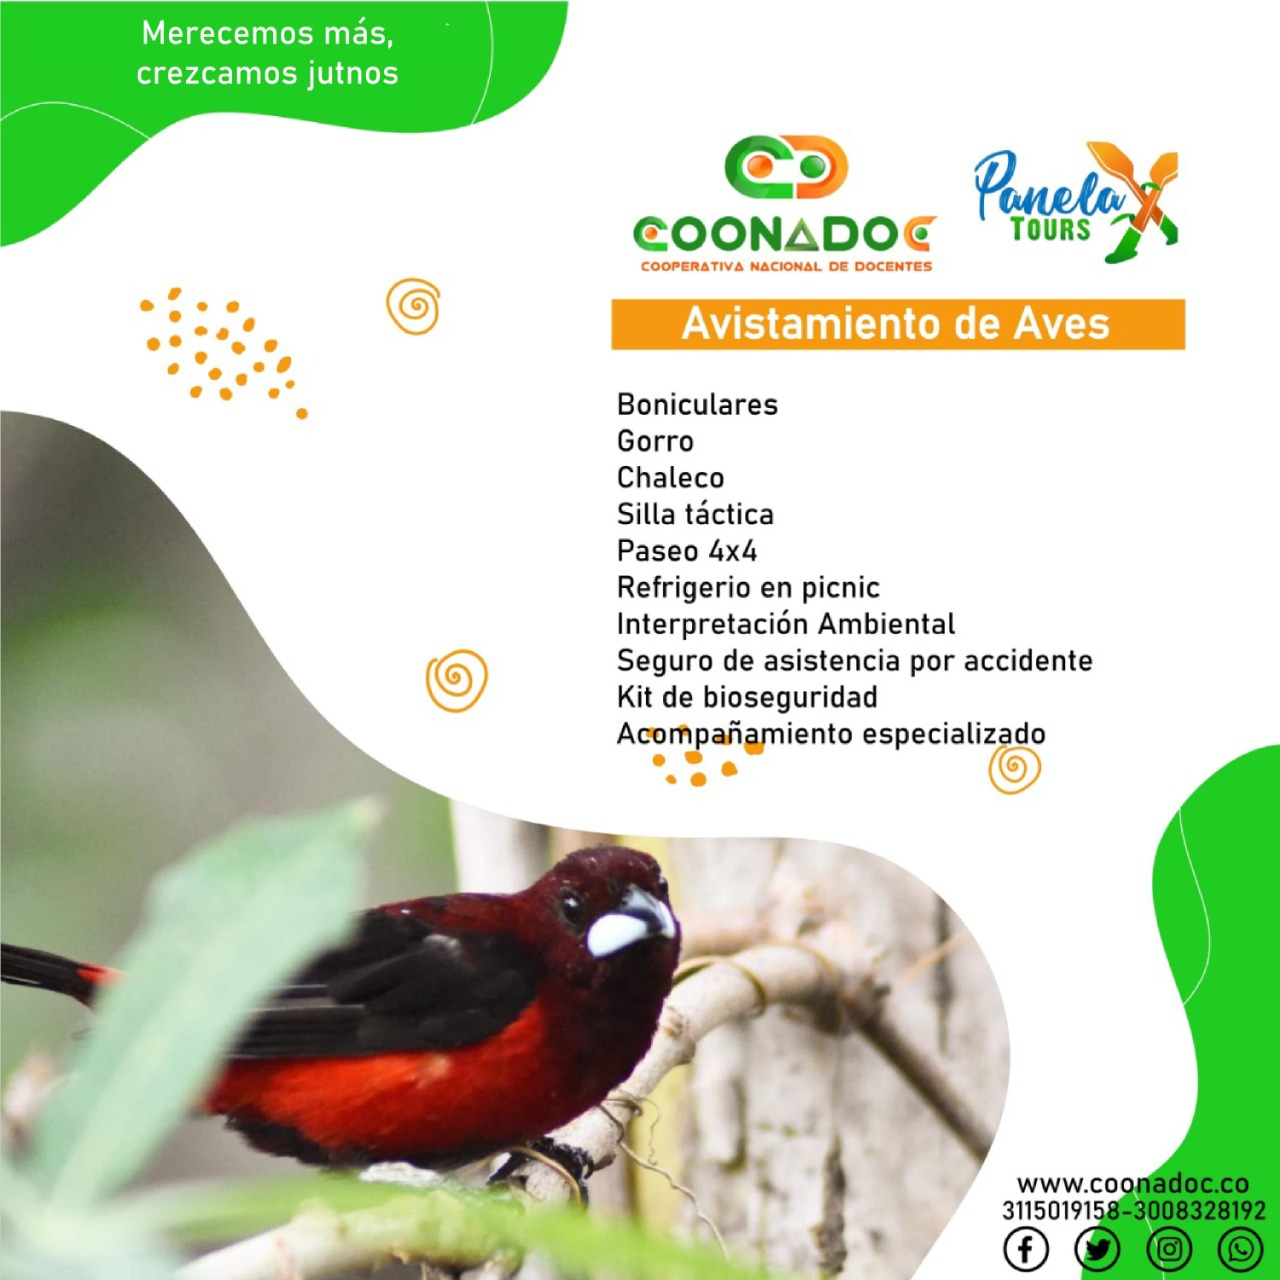 Merecemos más,
crezcamos jutnos
COONADOC
COOPERATIVA NACIONAL DE DOCENTES
Panela
TOURS
Avistamiento de Aves
Boniculares
Gorro
Chaleco
Silla táctica
Paseo 4x4
Refrigerio en picnic
Interpretación Ambiental
Seguro de asistencia por accidente
Kit de bioseguridad
Acompañamiento especializado
www.coonadoc.co
3115019158-3008328192